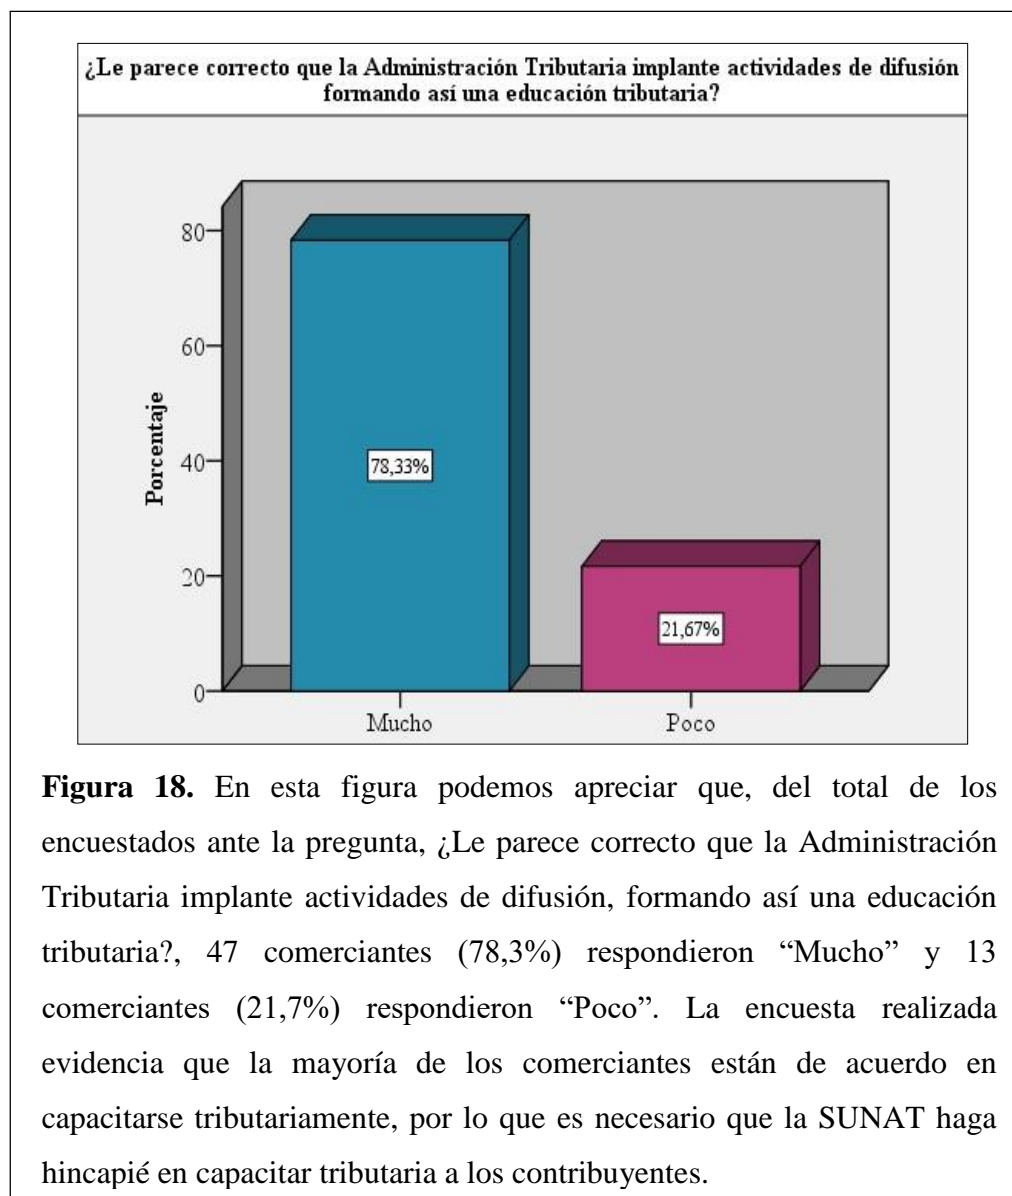 ¿Le parece correcto que la Administración Tributaria implante actividades de difusión
formando así una educación tributaria?
80
60
40
20
0
Porcentaje
78,33%
21,67%
Mucho
Poco
Figura 18. En esta figura podemos apreciar que, del total de los
encuestados ante la pregunta, ¿Le parece correcto que la Administración
Tributaria implante actividades de difusión, formando así una educación
tributaria?, 47 comerciantes (78,3%) respondieron “Mucho” y 13
comerciantes (21,7%) respondieron “Poco”. La encuesta realizada
evidencia que la mayoría de los comerciantes están de acuerdo en
capacitarse tributariamente, por lo que es necesario que la SUNAT haga
hincapié en capacitar tributaria a los contribuyentes.